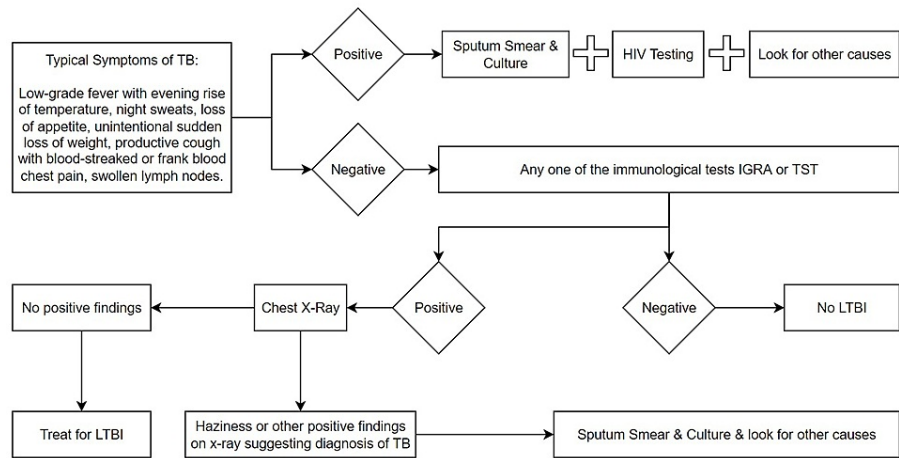 Typical Symptoms of TB:
Low-grade fever with evening rise
of temperature, night sweats, loss
of appetite, unintentional sudden
loss of weight, productive cough
with blood-streaked or frank blood
chest pain, swollen lymph nodes.
Positive
Sputum Smear &
Culture
HIV Testing
Look for other causes
Negative
Any one of the immunological tests IGRA or TST
No positive findings
Chest X-Ray
Positive
Negative
No LTBI
Treat for LTBI
Haziness or other positive findings
on x-ray suggesting diagnosis of TB
Sputum Smear & Culture & look for other causes